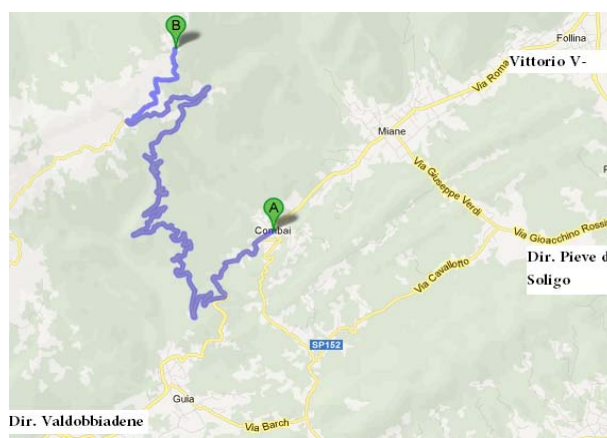 B
Follina
Vittorio V-
Via Roma
Miane
Via Giuseppe Verdi
A
Combai
Via Gioacchino Rossi
Dir. Pieve d
Soligo
Via Cavallotto
SP152
Guia
Via Barch
Dir. Valdobbiadene